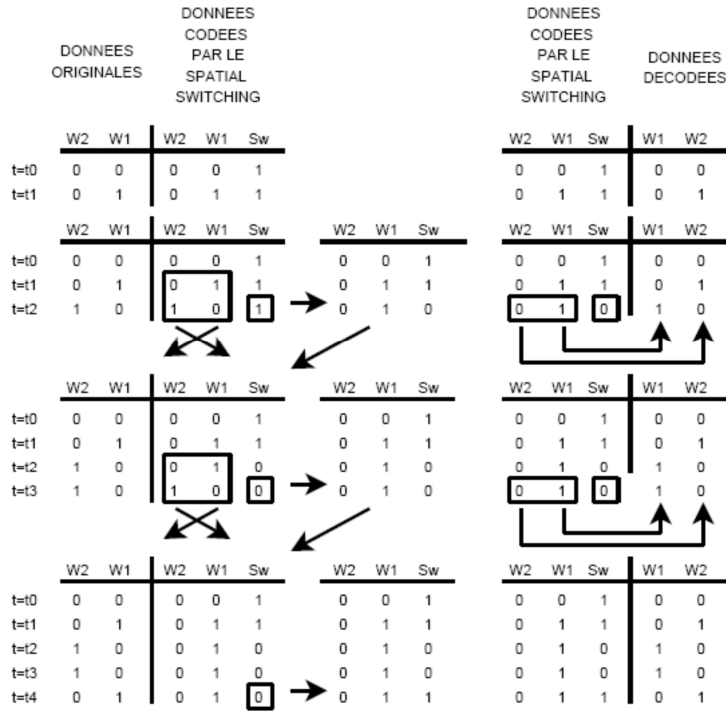 DONNEES
ORIGINALES
DONNEES
CODEES
PAR LE
SPATIAL
SWITCHING
DONNEES
CODEES
PAR LE
SPATIAL
SWITCHING
DONNEES
DECODEES
W2 W1 W2 W1 Sw W2 W1 Sw W1 W2
t=t0 0 0 0 0 1 0 0 1 0 0
t=t1 0 1 0 1 1 0 1 1 0 1
W2 W1 W2 W1 Sw W2 W1 Sw W2 W1 Sw W1 W2
t=t0 0 0 0 0 1 0 0 1 0 0 1 0 0
t=t1 0 1 0 1 1 0 1 1 0 1 1 0 1
t=t2 1 0 1 0 1 0 1 0 0 1 0 1 0
W2 W1 W2 W1 Sw W2 W1 Sw W2 W1 Sw W1 W2
t=t0 0 0 0 0 1 0 0 1 0 0 1 0 0
t=t1 0 1 0 1 1 0 1 1 0 1 1 0 1
t=t2 1 0 0 1 0 0 1 0 0 1 0 1 0
t=t3 1 0 1 0 0 0 1 0 0 1 0 1 0
W2 W1 W2 W1 Sw W2 W1 Sw W2 W1 Sw W1 W2
t=t0 0 0 0 0 1 0 0 1 0 0 1 0 0
t=t1 0 1 0 1 1 0 1 1 0 1 1 0 1
t=t2 1 0 0 1 0 0 1 0 0 1 0 1 0
t=t3 1 0 0 1 0 0 1 0 0 1 0 1 0
t=t4 0 1 0 1 0 0 1 1 0 1 1 0 1